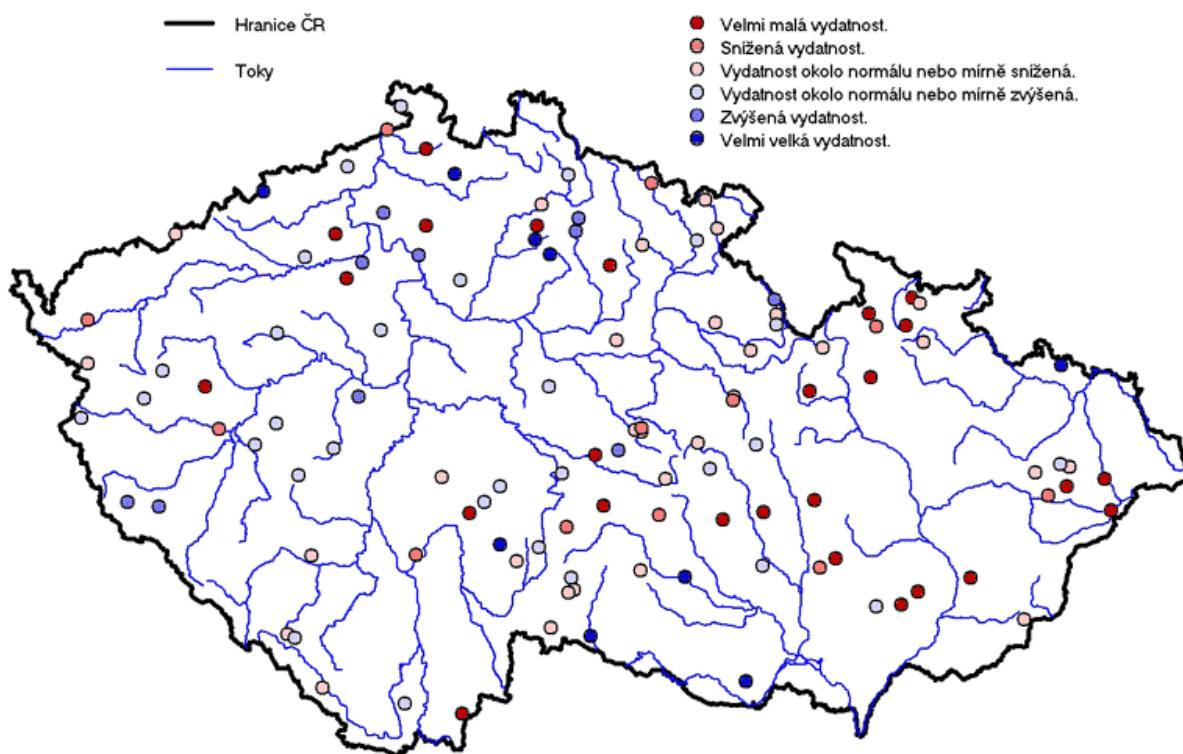 Hranice ČR
Toky
Velmi malá vydatnost.
Snížená vydatnost.
Vydatnost okolo normálu nebo mírně snížená.
Vydatnost okolo normálu nebo mírně zvýšená.
Zvýšená vydatnost.
Velmi velká vydatnost.